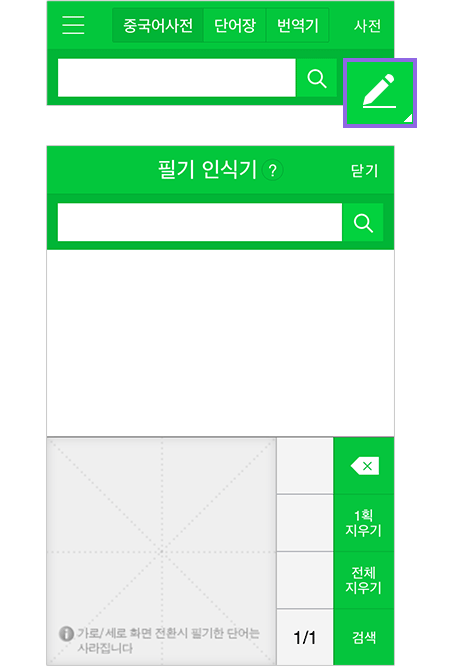 중국어사전 단어장 번역기 사전
필기 인식기 ? 닫기
1획
지우기
전체
지우기
가로/세로 화면 전환시 필기한 단어는
사라집니다
1/1 검색